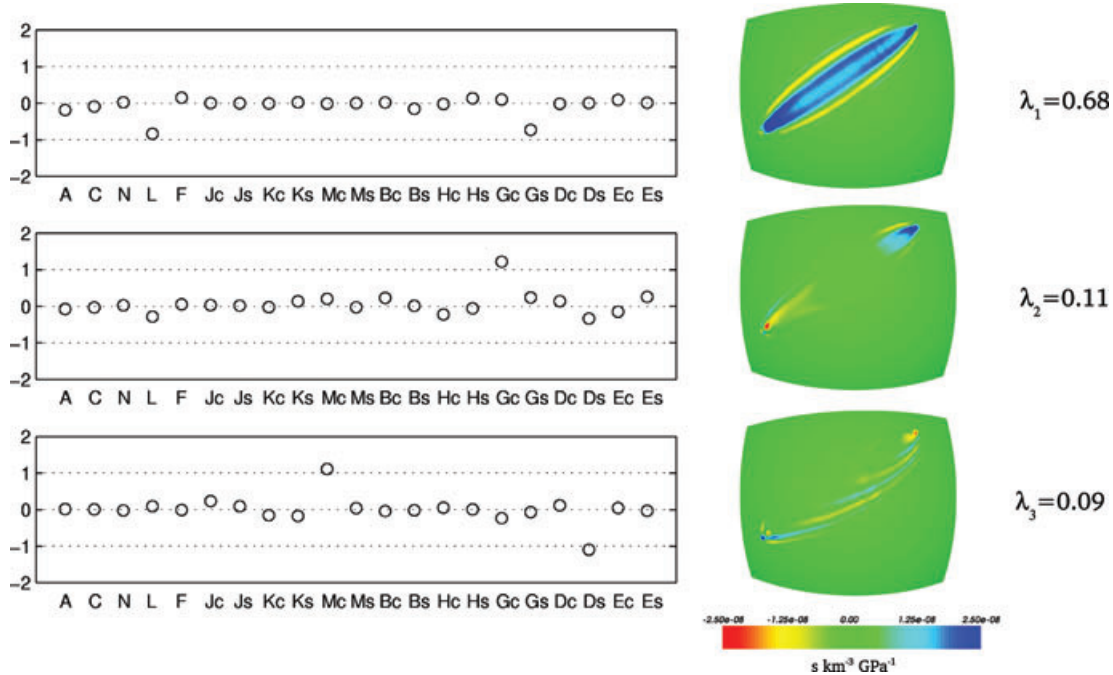 2
1
0
−1
−2
A C N L F Jc Js Kc Ks Mc Ms Bc Bs Hc Hs Gc Gs Dc Ds Ec Es
λ1=0.68
2
1
0
−1
−2
A C N L F Jc Js Kc Ks Mc Ms Bc Bs Hc Hs Gc Gs Dc Ds Ec Es
λ2=0.11
2
1
0
−1
−2
A C N L F Jc Js Kc Ks Mc Ms Bc Bs Hc Hs Gc Gs Dc Ds Ec Es
λ3=0.09
-2.50e-08 -1.25e-08 0.00 1.25e-08 2.50e-08
s km-3 GPa-1